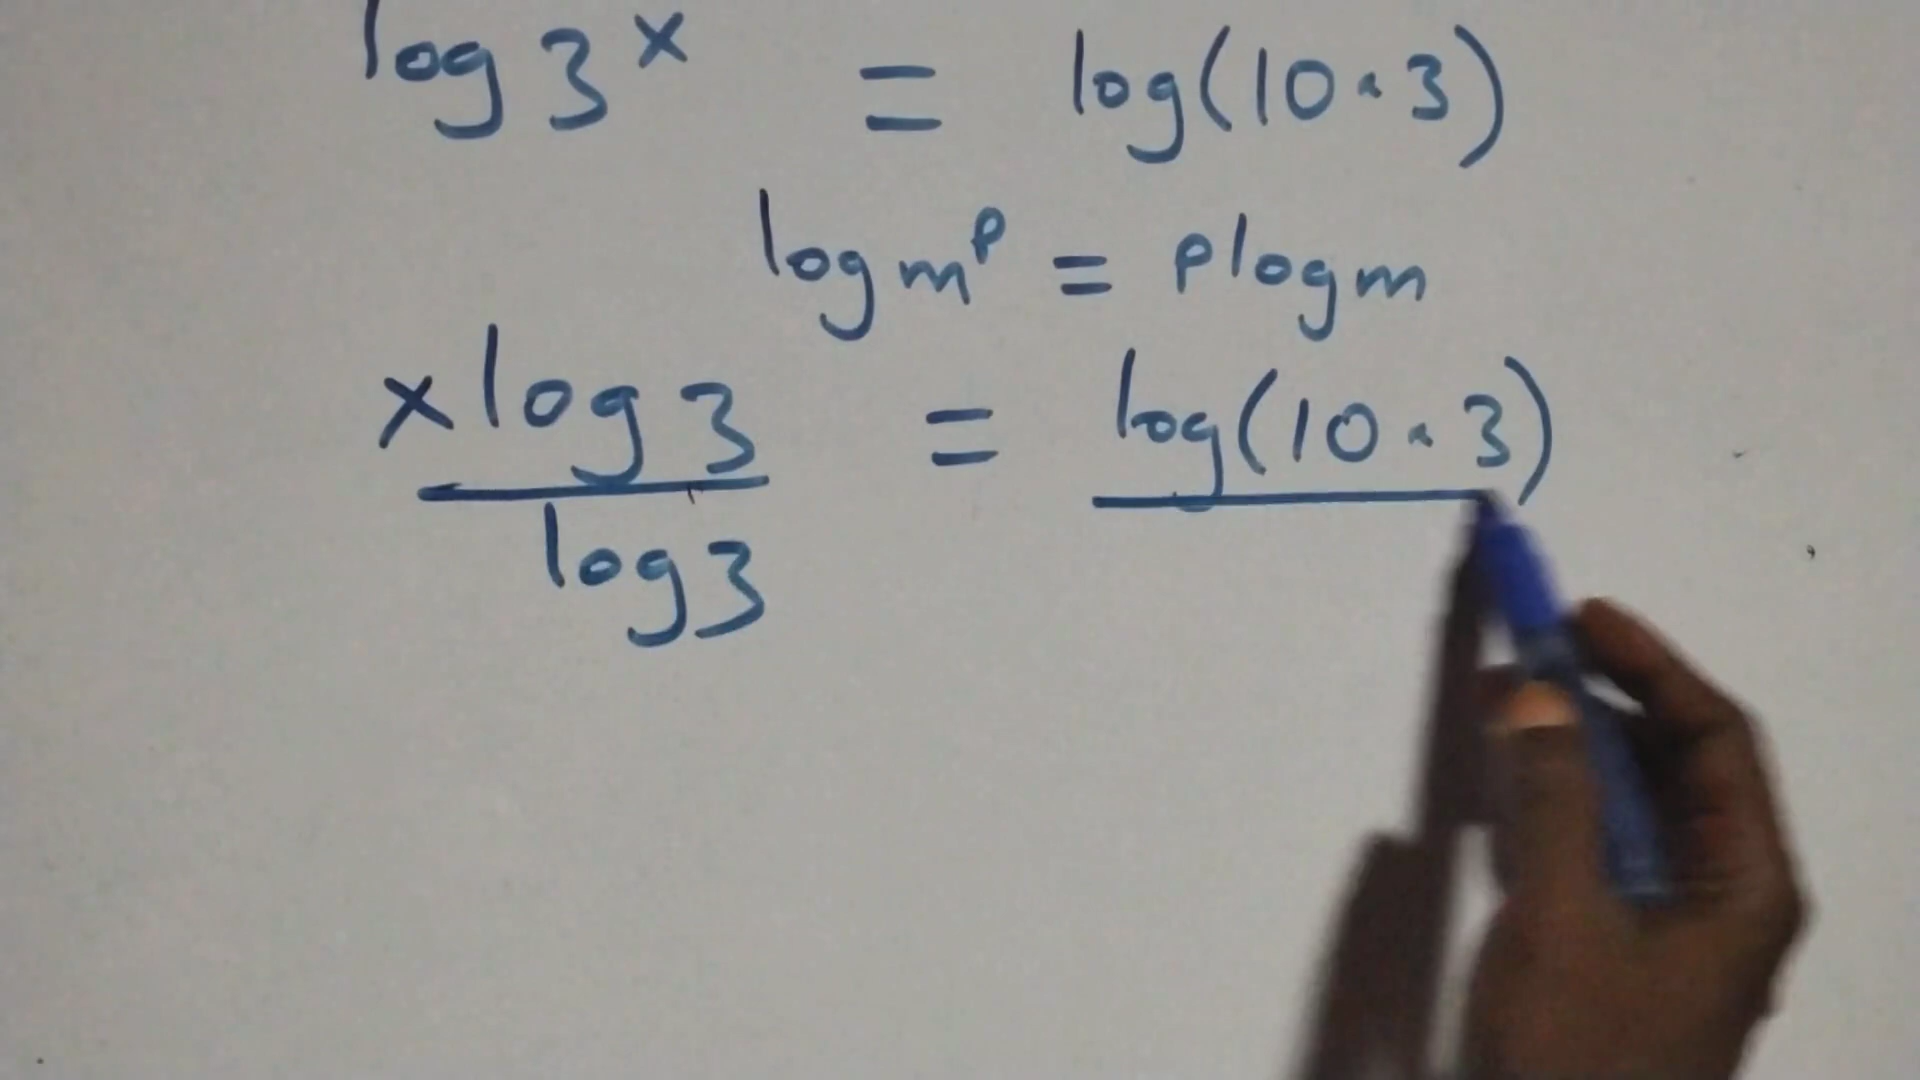 log 3^x = log(10·3)
log m^p = p log m
x log 3 = log(10·3)
log 3